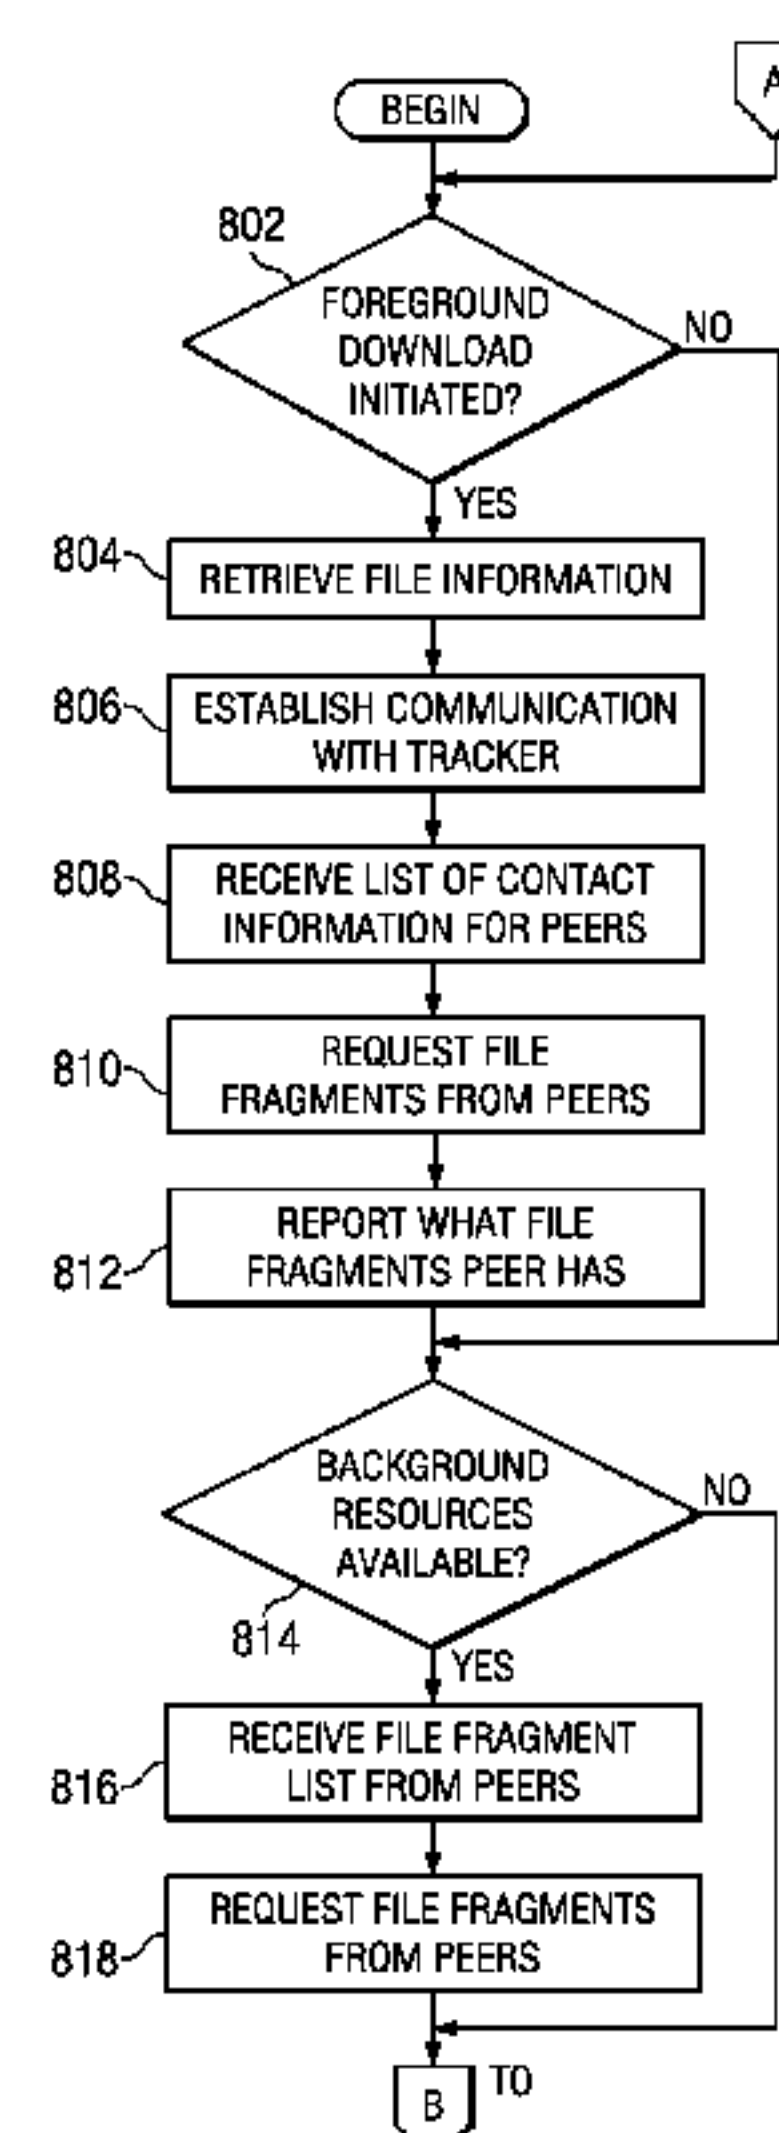 BEGIN
A
802
FOREGROUND
DOWNLOAD
INITIATED?
NO
YES
804
RETRIEVE FILE INFORMATION
806
ESTABLISH COMMUNICATION
WITH TRACKER
808
RECEIVE LIST OF CONTACT
INFORMATION FOR PEERS
810
REQUEST FILE
FRAGMENTS FROM PEERS
812
REPORT WHAT FILE
FRAGMENTS PEER HAS
BACKGROUND
RESOURCES
AVAILABLE?
NO
814
YES
816
RECEIVE FILE FRAGMENT
LIST FROM PEERS
818
REQUEST FILE FRAGMENTS
FROM PEERS
B
TO